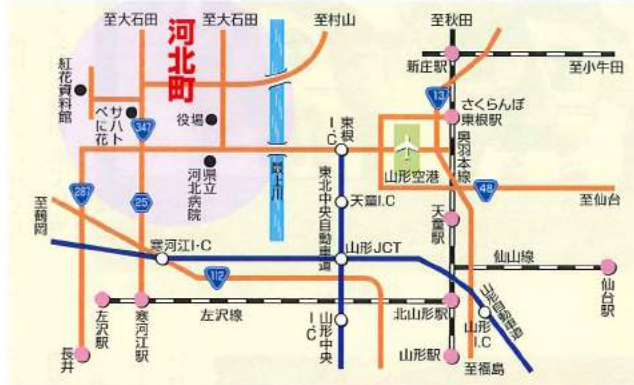 至大石田
至大石田
至村山
至秋田
河北町
新庄駅
至小牛田
紅花資料館
サハト
べに花
347
役場
東根
I.C
13
さくらんぼ
東根駅
奥羽本線
287
25
県立
河北病院
最上川
山形空港
48
至仙台
至鶴岡
天童I.C
東北中央自動車道
天童駅
寒河江I・C
山形JCT
仙山線
112
仙台駅
左沢駅
寒河江駅
左沢線
山形中央
I.C
北山形駅
山形自動車道
山形
I.C
長井
山形駅
至福島